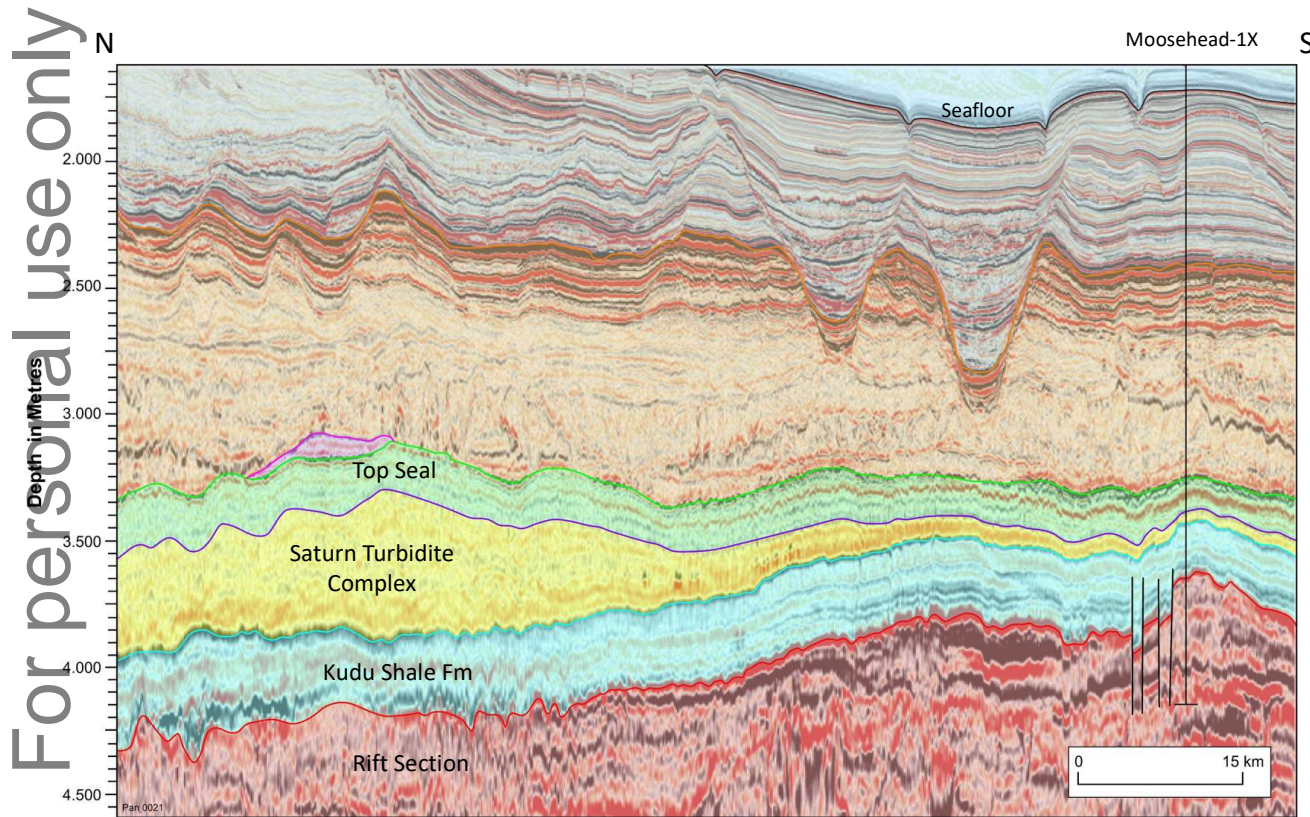 For personal use only
N
Moosehead-1X
S
Seafloor
2.000
2.500
3.000
3.500
4.000
4.500
Depth in Metres
Top Seal
Saturn Turbidite
Complex
Kudu Shale Fm
Rift Section
0 15 km
Pan 0021